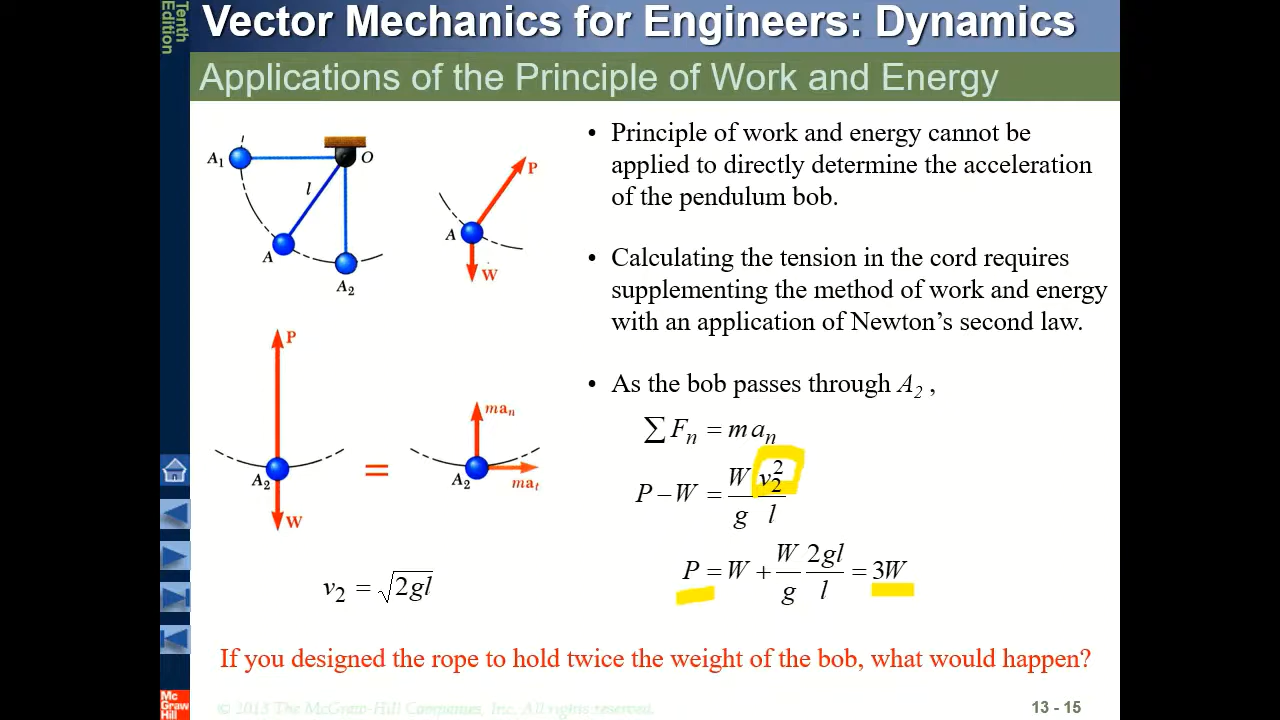 Tenth
Edition
Vector Mechanics for Engineers: Dynamics
Applications of the Principle of Work and Energy
A1
O
l
A
A2
P
A
W
P
A2
W
=
man
A2
mat
v2 = √2gl
• Principle of work and energy cannot be
applied to directly determine the acceleration
of the pendulum bob.
• Calculating the tension in the cord requires
supplementing the method of work and energy
with an application of Newton’s second law.
• As the bob passes through A2 ,
∑ Fn = m an
P − W = W/g v2²/l
P = W + W/g 2gl/l = 3W
If you designed the rope to hold twice the weight of the bob, what would happen?
Mc
Graw
Hill
© 2013 The McGraw-Hill Companies, Inc. All rights reserved.
13 - 15